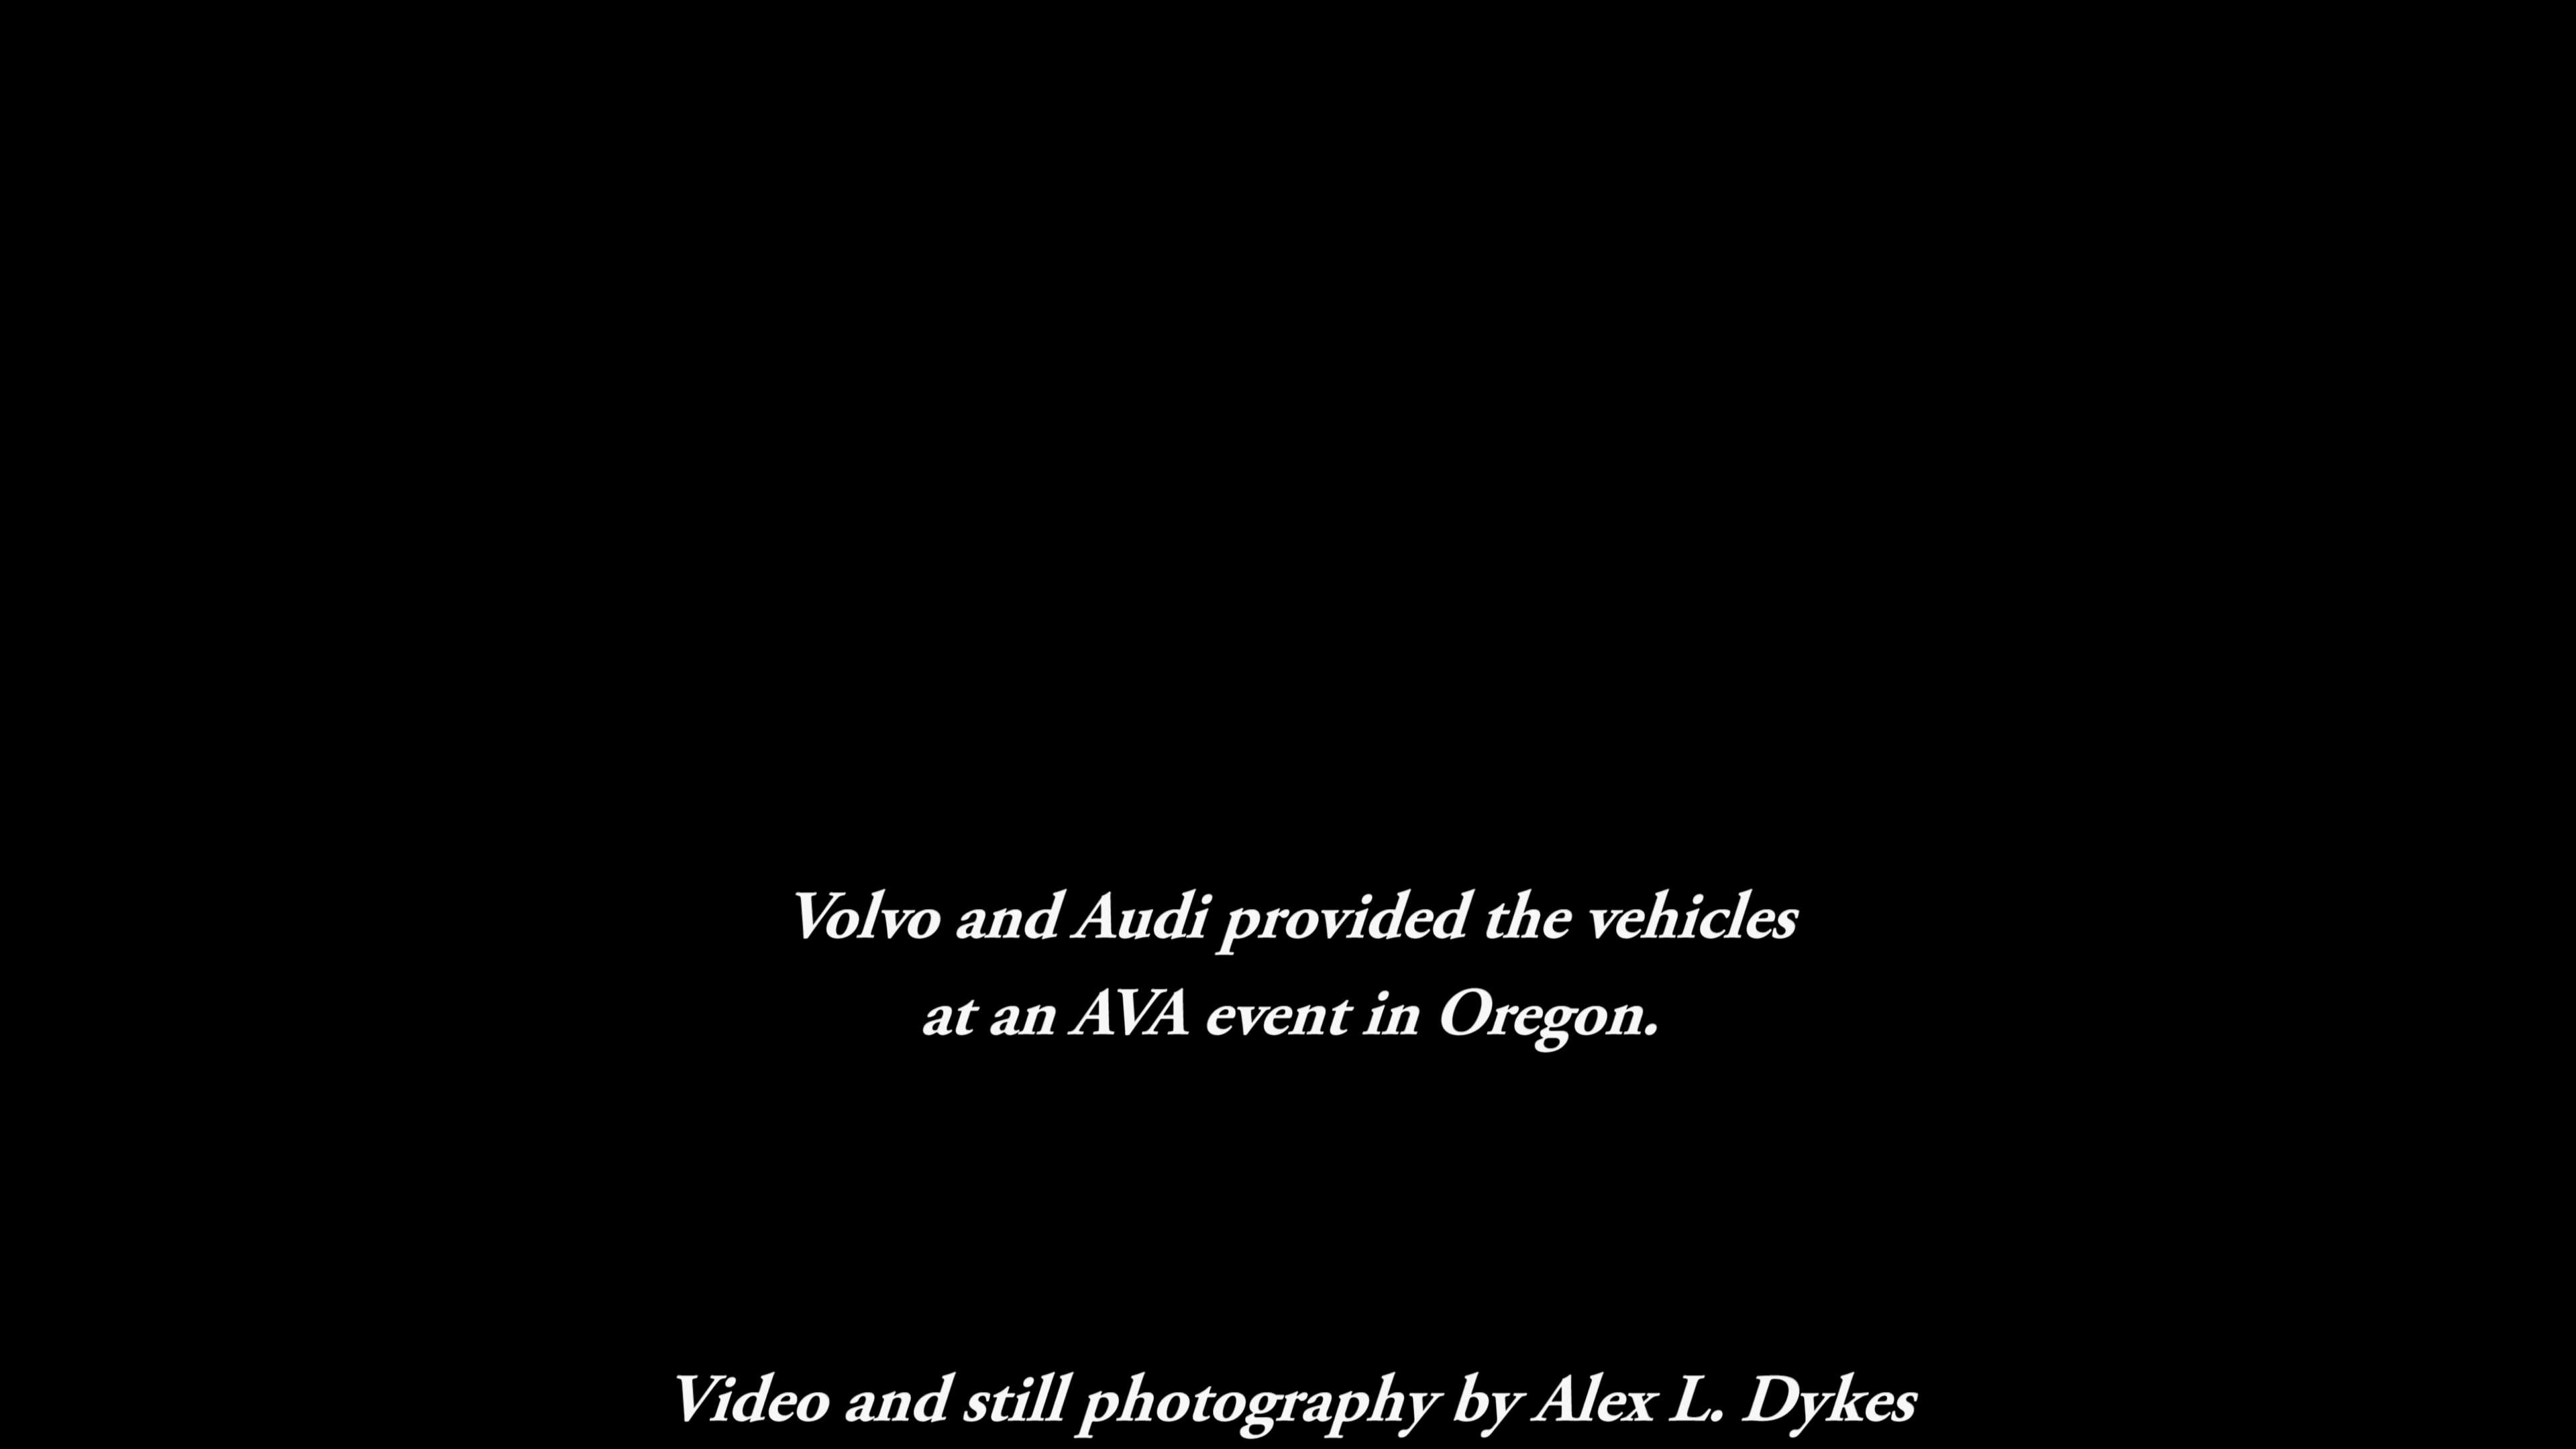 Volvo and Audi provided the vehicles
at an AVA event in Oregon.
Video and still photography by Alex L. Dykes